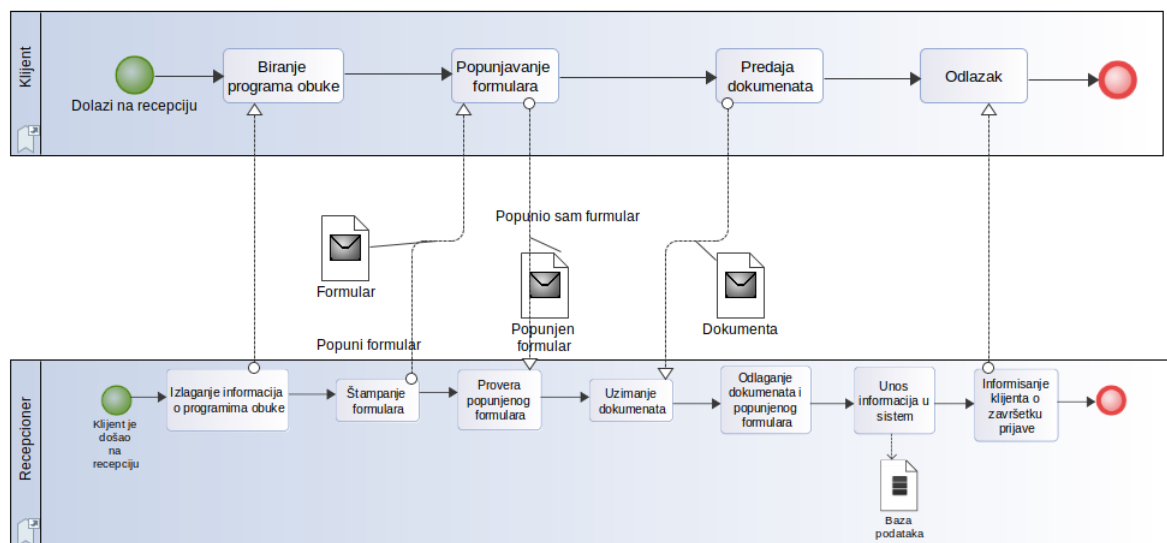 Klijent
Dolazi na recepciju
Biranje
programa obuke
Popunjavanje
formulara
Predaja
dokumenata
Odlazak
Formular
Popunio sam furmular
Popunjen
formular
Dokumenta
Popuni formular
Recepcioner
Klijent je
došao
na
recepciju
Izlaganje informacija
o programima obuke
Štampanje
formulara
Provera
popunjenog
formulara
Uzimanje
dokumenata
Odlaganje
dokumenata i
popunjenog
formulara
Unos
informacija u
sistem
Informisanje
klijenta o
završetku
prijave
Baza
podataka